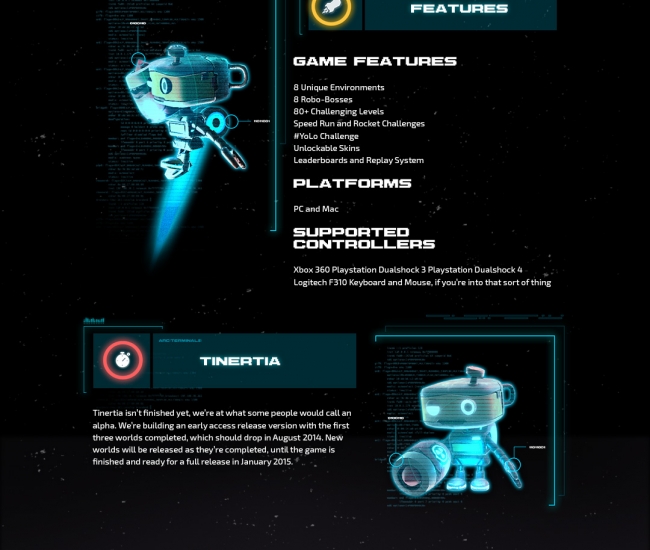 FEATURES
GAME FEATURES
8 Unique Environments
8 Robo-Bosses
80+ Challenging Levels
Speed Run and Rocket Challenges
#YoLo Challenge
Unlockable Skins
Leaderboards and Replay System
PLATFORMS
PC and Mac
SUPPORTED
CONTROLLERS
Xbox 360 Playstation Dualshock 3 Playstation Dualshock 4
Logitech F310 Keyboard and Mouse, if you're into that sort of thing
TINERTIA
Tinertia isn't finished yet, we're at what some people would call an
alpha. We're building an early access release version with the first
three worlds completed, which should drop in August 2014. New
worlds will be released as they're completed, until the game is
finished and ready for a full release in January 2015.